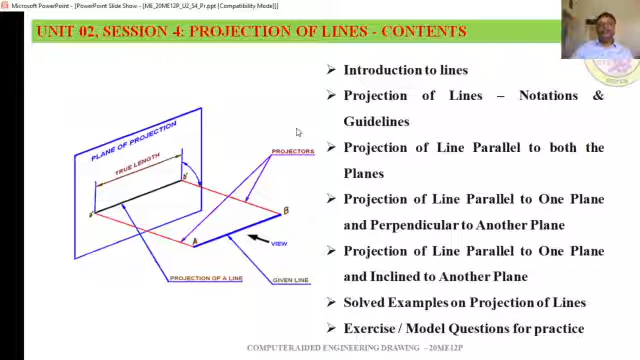 Microsoft PowerPoint - [PowerPoint Slide Show - [ME_20ME12P_U2_S4_Pr.ppt [Compatibility Mode]]]
UNIT 02, SESSION 4: PROJECTION OF LINES - CONTENTS
➢ Introduction to lines
➢ Projection of Lines – Notations &
Guidelines
➢ Projection of Line Parallel to both the
Planes
➢ Projection of Line Parallel to One Plane
and Perpendicular to Another Plane
➢ Projection of Line Parallel to One Plane
and Inclined to Another Plane
➢ Solved Examples on Projection of Lines
➢ Exercise / Model Questions for practice
PLANE OF PROJECTION
TRUE LENGTH
PROJECTORS
a'
b'
B
A
VIEW
PROJECTION OF A LINE
GIVEN LINE
COMPUTER AIDED ENGINEERING DRAWING – 20ME12P